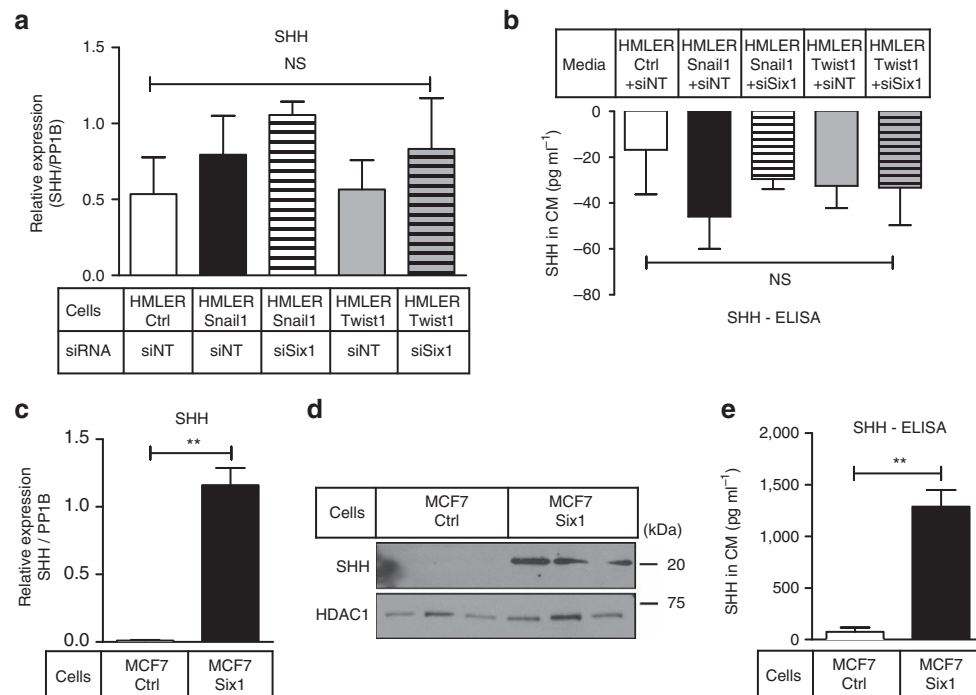 a
SHH
NS
1.5
1.0
0.5
0.0
Relative expression
(SHH/PP1B)
Cells HMLER Ctrl HMLER Snail1 HMLER Snail1 HMLER Twist1 HMLER Twist1
siRNA siNT siNT siSix1 siNT siSix1
b
Media HMLER Ctrl +siNT HMLER Snail1 +siNT HMLER Snail1 +siSix1 HMLER Twist1 +siNT HMLER Twist1 +siSix1
0
–20
–40
–60
–80
SHH in CM (pg ml–1)
NS
SHH - ELISA
c
SHH
**
1.5
1.0
0.5
0.0
Relative expression
SHH / PP1B
Cells MCF7 Ctrl MCF7 Six1
d
Cells MCF7 Ctrl MCF7 Six1
(kDa)
SHH
20
HDAC1
75
e
SHH - ELISA
**
2,000
1,500
1,000
500
0
SHH in CM (pg ml–1)
Cells MCF7 Ctrl MCF7 Six1